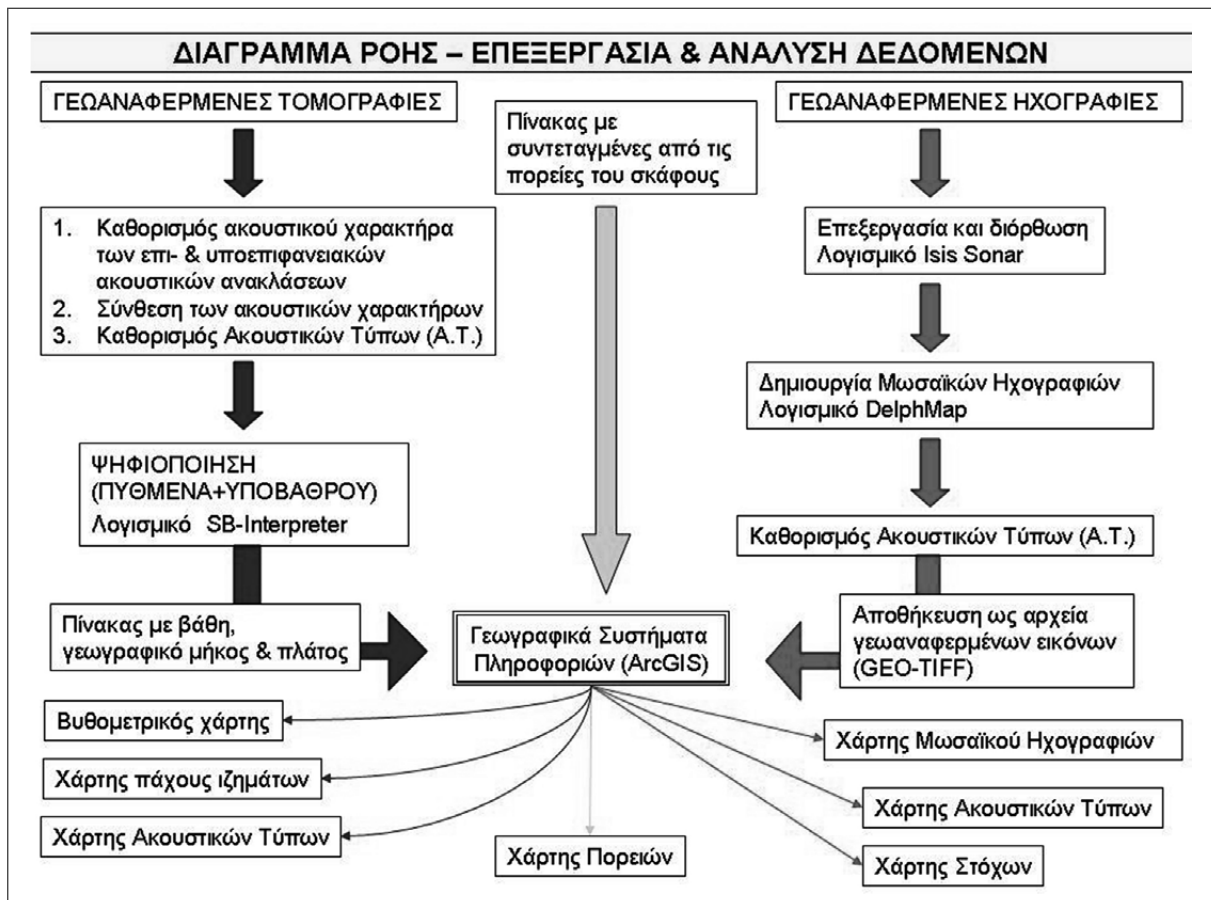 ΔΙΑΓΡΑΜΜΑ ΡΟΗΣ – ΕΠΕΞΕΡΓΑΣΙΑ & ΑΝΑΛΥΣΗ ΔΕΔΟΜΕΝΩΝ
ΓΕΩΑΝΑΦΕΡΜΕΝΕΣ ΤΟΜΟΓΡΑΦΙΕΣ
1. Καθορισμός ακουστικού χαρακτήρα
των επι- & υποεπιφανειακών
ακουστικών ανακλάσεων
2. Σύνθεση των ακουστικών χαρακτήρων
3. Καθορισμός Ακουστικών Τύπων (Α.Τ.)
ΨΗΦΙΟΠΟΙΗΣΗ
(ΠΥΘΜΕΝΑ+ΥΠΟΒΑΘΡΟΥ)
Λογισμικό SB-Interpreter
Πίνακας με βάθη,
γεωγραφικό μήκος & πλάτος
Πίνακας με
συντεταγμένες από τις
πορείες του σκάφους
ΓΕΩΑΝΑΦΕΡΜΕΝΕΣ ΗΧΟΓΡΑΦΙΕΣ
Επεξεργασία και διόρθωση
Λογισμικό Isis Sonar
Δημιουργία Μωσαϊκών Ηχογραφιών
Λογισμικό DelphMap
Καθορισμός Ακουστικών Τύπων (Α.Τ.)
Αποθήκευση ως αρχεία
γεωαναφερμένων εικόνων
(GEO-TIFF)
Γεωγραφικά Συστήματα
Πληροφοριών (ArcGIS)
Βυθομετρικός χάρτης
Χάρτης πάχους ιζημάτων
Χάρτης Ακουστικών Τύπων
Χάρτης Πορειών
Χάρτης Μωσαϊκού Ηχογραφιών
Χάρτης Ακουστικών Τύπων
Χάρτης Στόχων